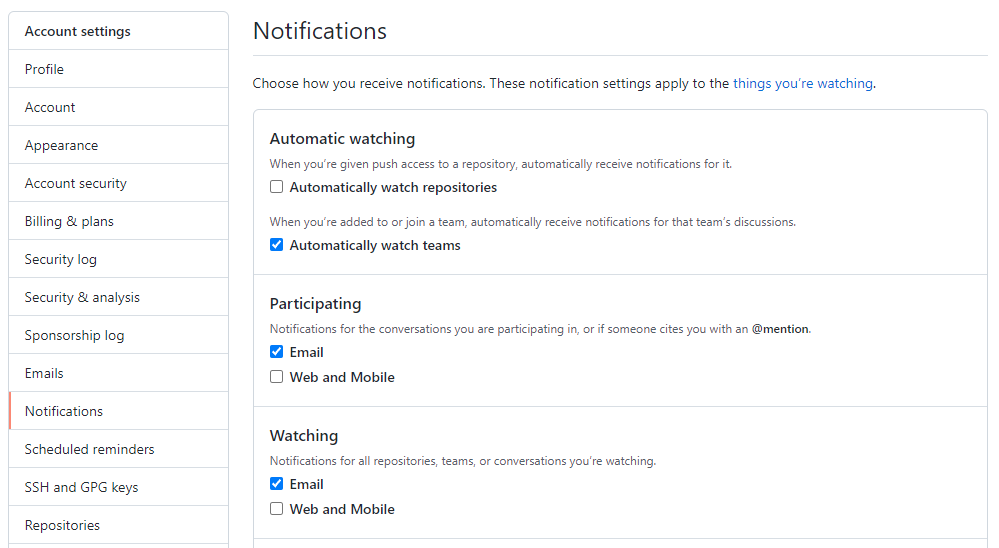 Account settings
Profile
Account
Appearance
Account security
Billing & plans
Security log
Security & analysis
Sponsorship log
Emails
Notifications
Scheduled reminders
SSH and GPG keys
Repositories
Notifications
Choose how you receive notifications. These notification settings apply to the things you’re watching.
Automatic watching
When you’re given push access to a repository, automatically receive notifications for it.
Automatically watch repositories
When you’re added to or join a team, automatically receive notifications for that team’s discussions.
Automatically watch teams
Participating
Notifications for the conversations you are participating in, or if someone cites you with an @mention.
Email
Web and Mobile
Watching
Notifications for all repositories, teams, or conversations you’re watching.
Email
Web and Mobile